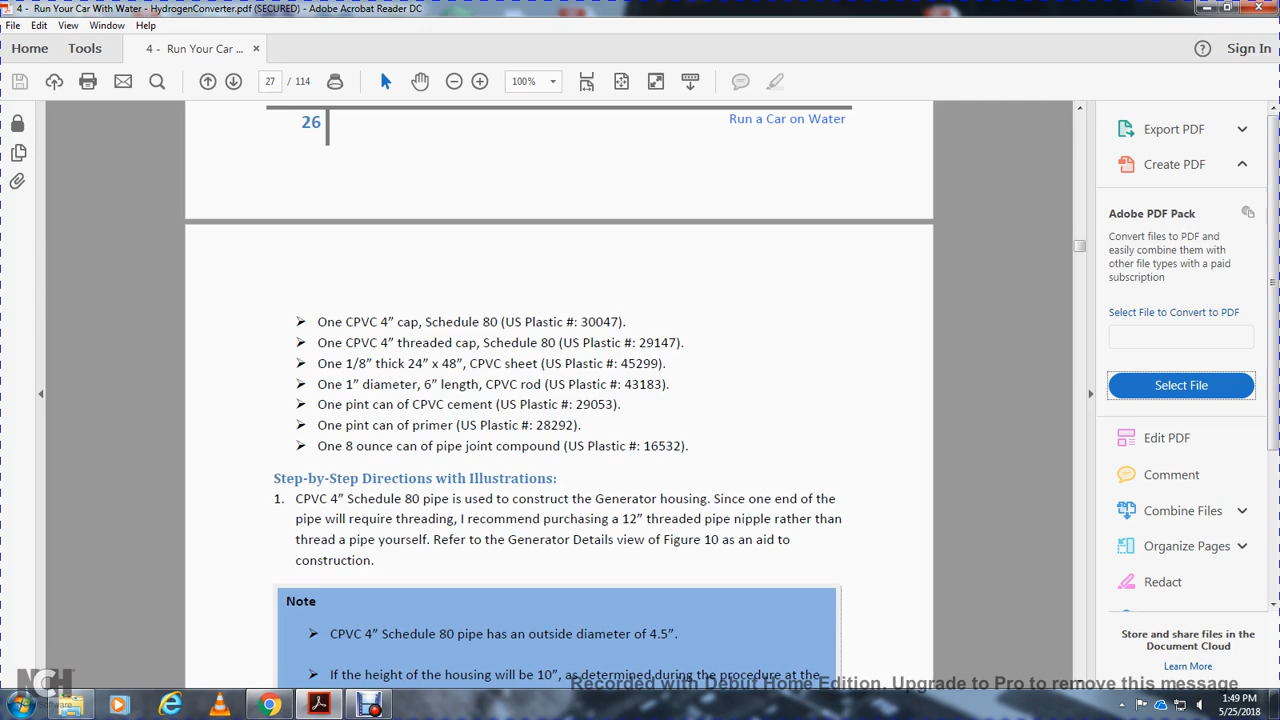 4 - Run Your Car With Water - HydrogenConverter.pdf (SECURED) - Adobe Acrobat Reader DC
File Edit View Window Help
Home Tools 4 - Run Your Car ... × Sign In
27 / 114 100%
26 Run a Car on Water
➢ One CPVC 4” cap, Schedule 80 (US Plastic #: 30047).
➢ One CPVC 4” threaded cap, Schedule 80 (US Plastic #: 29147).
➢ One 1/8” thick 24” x 48”, CPVC sheet (US Plastic #: 45299).
➢ One 1” diameter, 6” length, CPVC rod (US Plastic #: 43183).
➢ One pint can of CPVC cement (US Plastic #: 29053).
➢ One pint can of primer (US Plastic #: 28292).
➢ One 8 ounce can of pipe joint compound (US Plastic #: 16532).
Step-by-Step Directions with Illustrations:
1. CPVC 4” Schedule 80 pipe is used to construct the Generator housing. Since one end of the
pipe will require threading, I recommend purchasing a 12” threaded pipe nipple rather than
thread a pipe yourself. Refer to the Generator Details view of Figure 10 as an aid to
construction.
Note
➢ CPVC 4” Schedule 80 pipe has an outside diameter of 4.5”.
➢ If the height of the housing will be 10”, as determined during the procedure at the
Export PDF
Create PDF
Adobe PDF Pack
Convert files to PDF and
easily combine them with
other file types with a paid
subscription
Select File to Convert to PDF
Select File
Edit PDF
Comment
Combine Files
Organize Pages
Redact
Store and share files in the
Document Cloud
Learn More
NCH
Software
Recorded with Debut Home Edition. Upgrade to Pro to remove this message
1:49 PM
5/25/2018